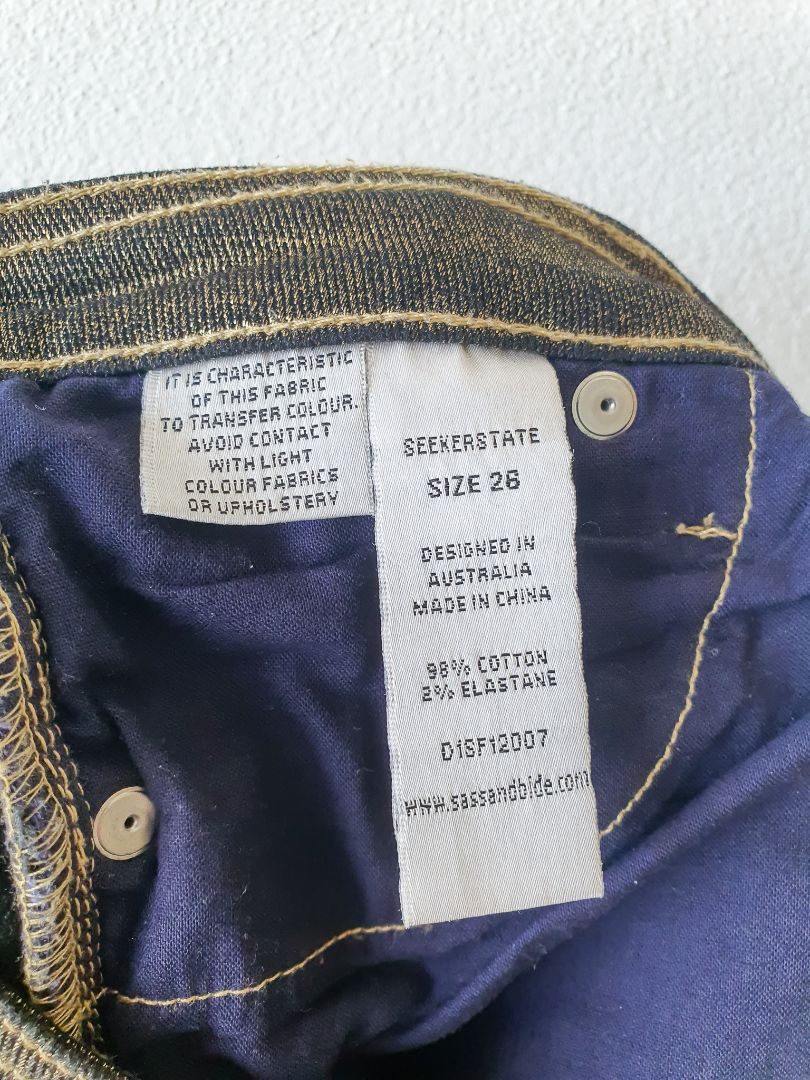 IT IS CHARACTERISTIC
OF THIS FABRIC
TO TRANSFER COLOUR.
AVOID CONTACT
WITH LIGHT
COLOUR FABRICS
OR UPHOLSTERY
SEEKERSTATE
SIZE 26
DESIGNED IN
AUSTRALIA
MADE IN CHINA
98% COTTON
2% ELASTANE
D1SF12007
www.sassandbide.com